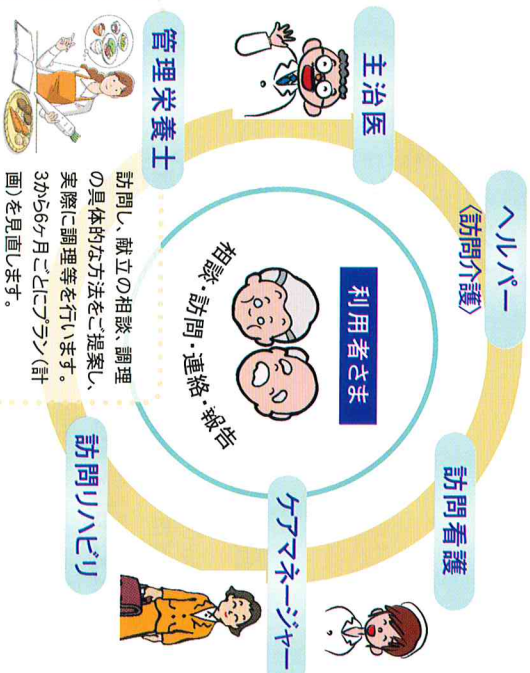 ヘルパー
〈訪問介護〉
主治医
訪問看護
利用者さま
相談・訪問・連絡・報告
管理栄養士
ケアマネージャー
訪問リハビリ
訪問し、献立の相談、調理
の具体的な方法をご提案し、
実際に調理等を行います。
3から6ヶ月ごとにプラン(計
画)を見直します。